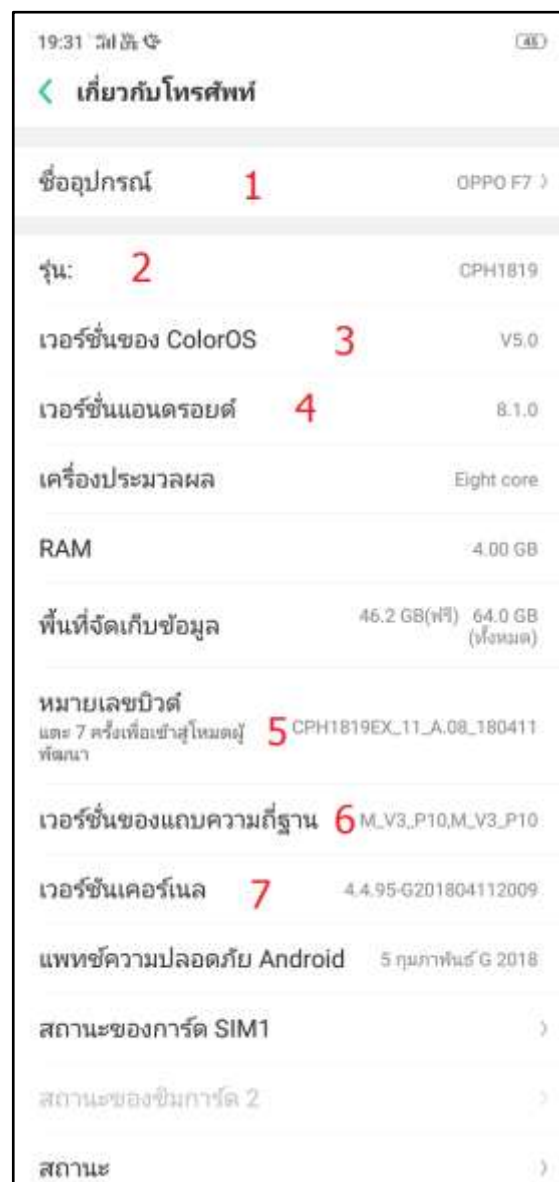 19:31
45
เกี่ยวกับโทรศัพท์
ชื่ออุปกรณ์ 1 OPPO F7
รุ่น: 2 CPH1819
เวอร์ชั่นของ ColorOS 3 V5.0
เวอร์ชั่นแอนดรอยด์ 4 8.1.0
เครื่องประมวลผล Eight core
RAM 4.00 GB
พื้นที่จัดเก็บข้อมูล 46.2 GB(ฟรี) 64.0 GB
(ทั้งหมด)
หมายเลขบิวด์
แตะ 7 ครั้งเพื่อเข้าสู่โหมดผู้ 5 CPH1819EX_11_A.08_180411
พัฒนา
เวอร์ชั่นของแถบความถี่ฐาน 6 M_V3_P10,M_V3_P10
เวอร์ชันเคอร์เนล 7 4.4.95-G201804112009
แพทช์ความปลอดภัย Android 5 กุมภาพันธ์ G 2018
สถานะของการ์ด SIM1
สถานะของซิมการ์ด 2
สถานะ